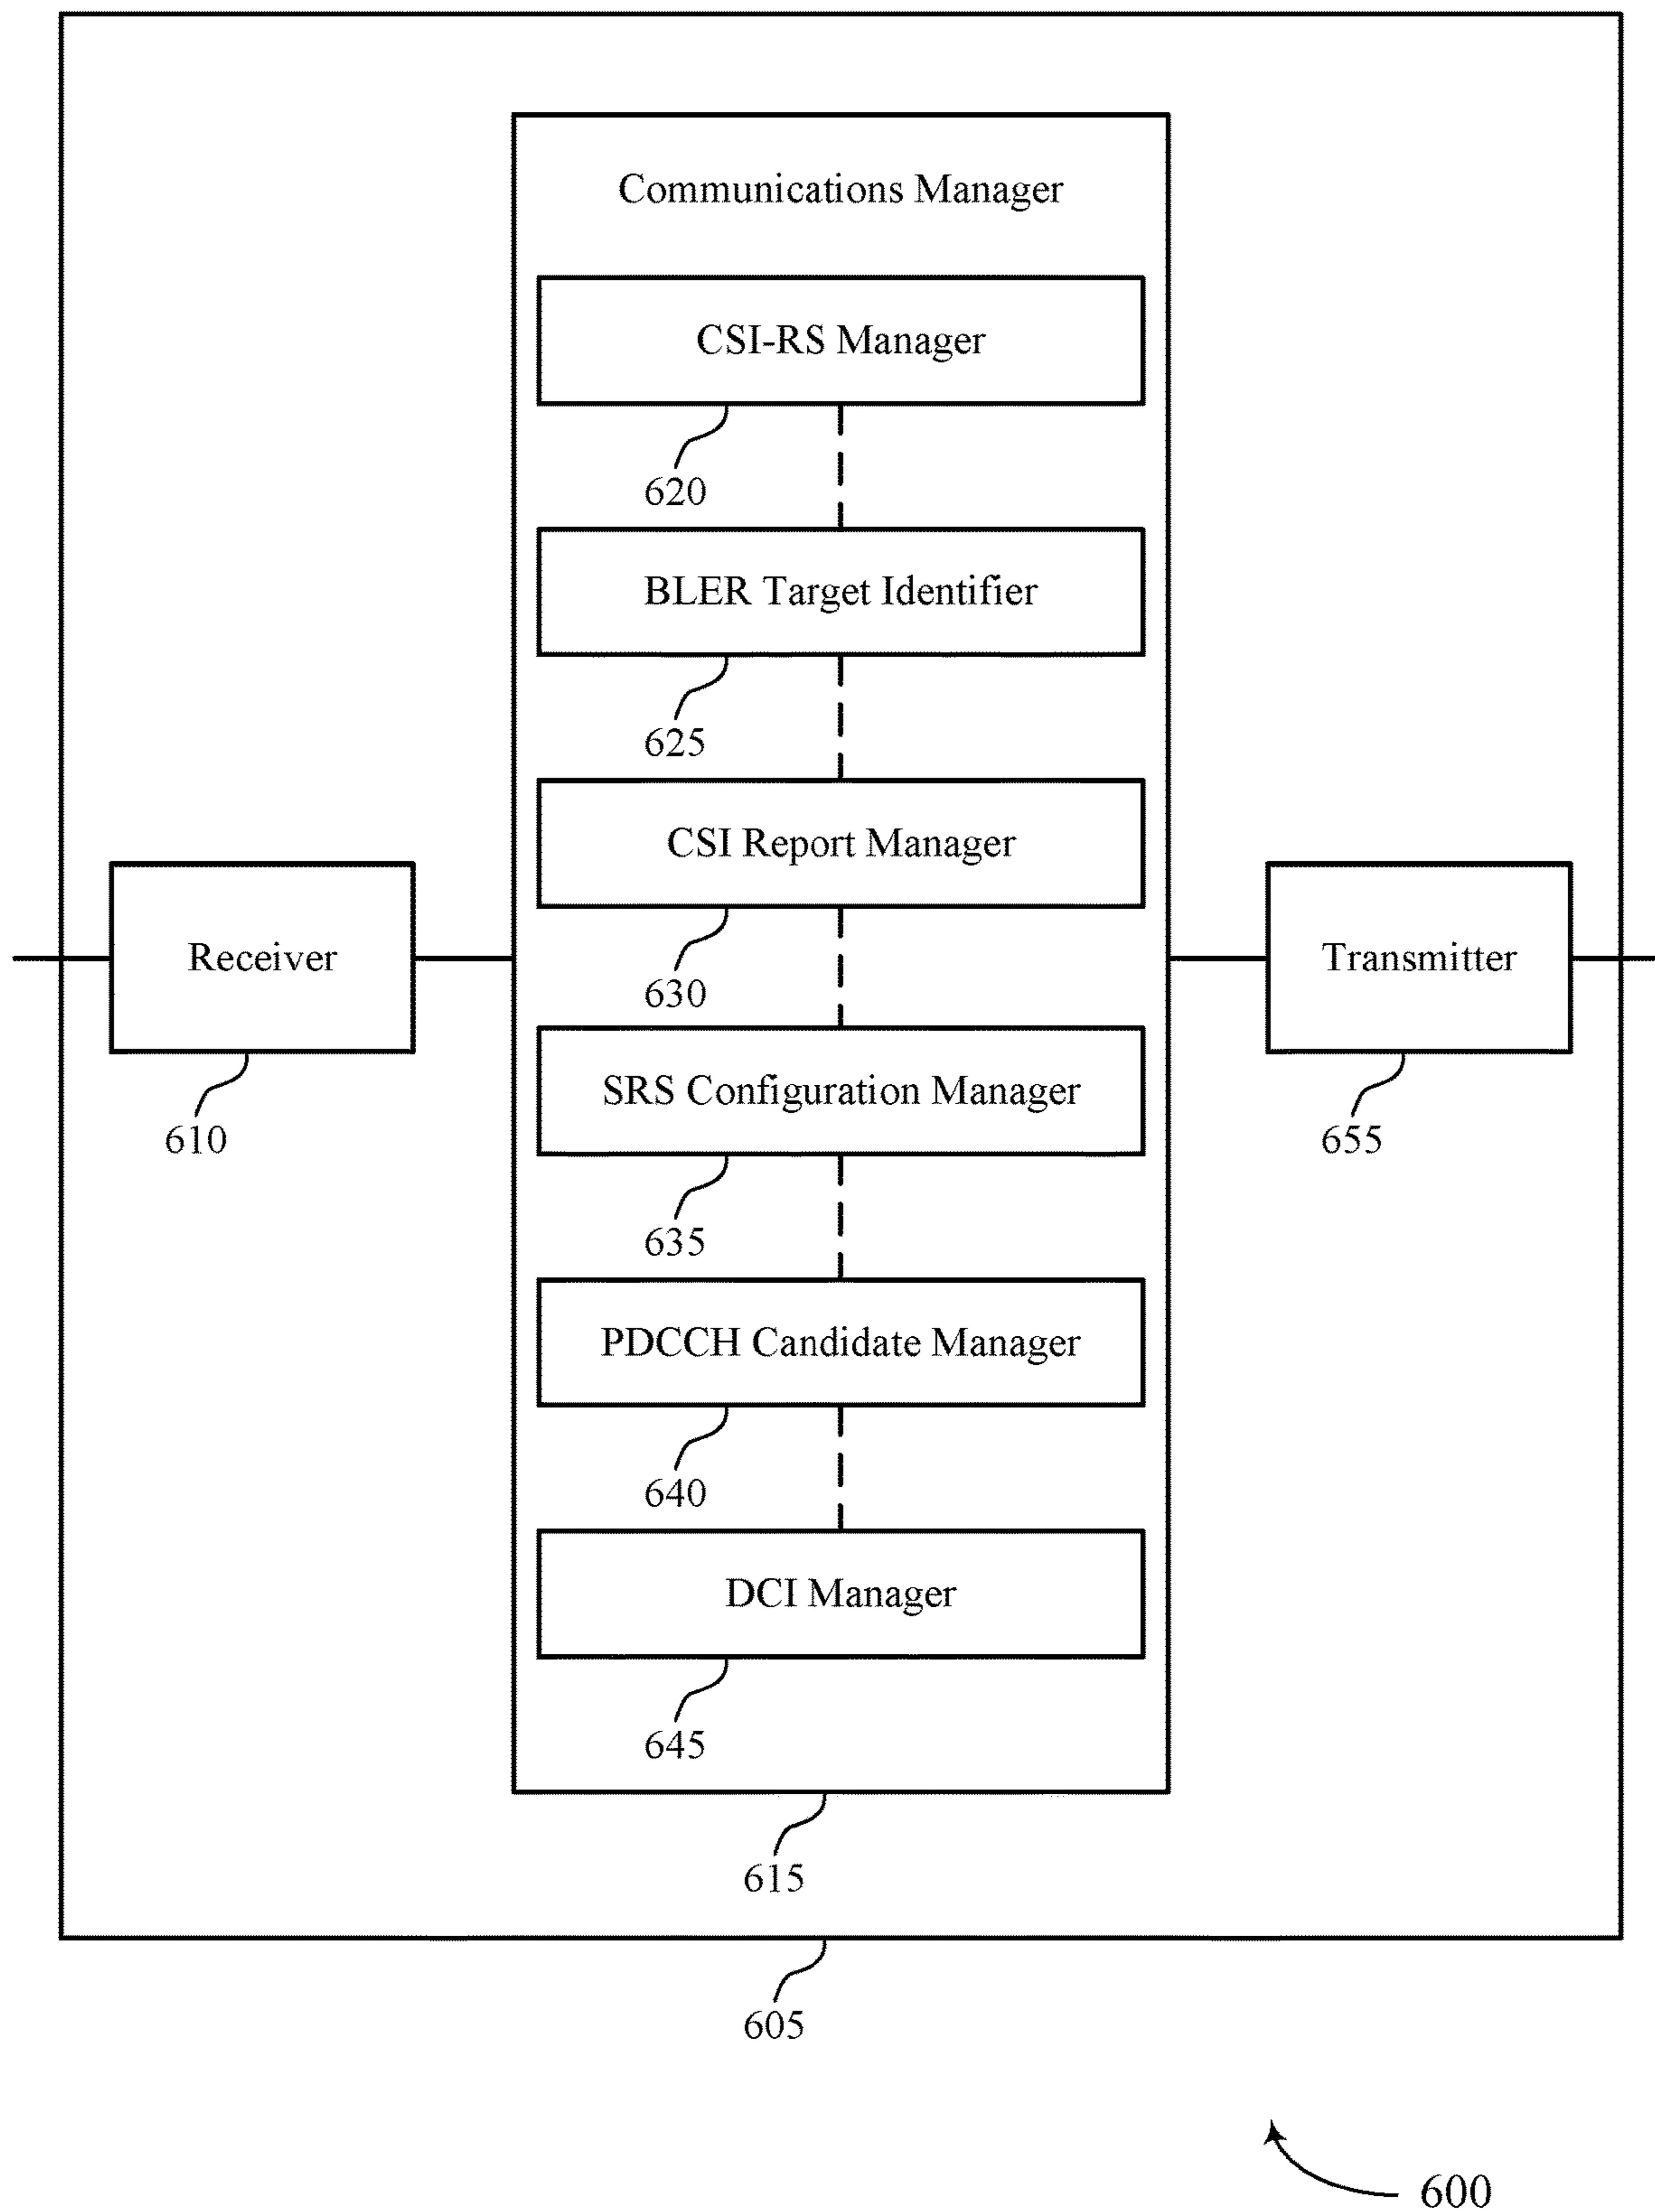 Communications Manager
CSI-RS Manager
620
BLER Target Identifier
625
CSI Report Manager
630
Receiver
610
Transmitter
655
SRS Configuration Manager
635
PDCCH Candidate Manager
640
DCI Manager
645
615
605
600